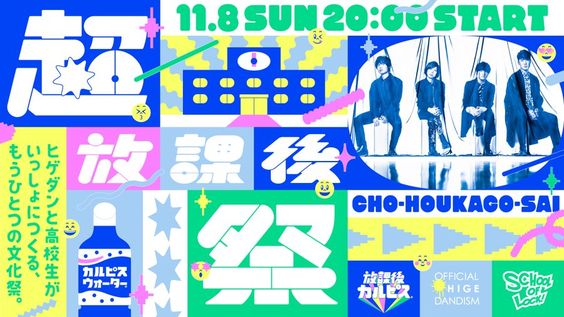 11.8 SUN 20:00 START
超
放課後
祭
CHO-HOUKAGO-SAI
ヒゲダンと高校生が
いっしょにつくる、
もうひとつの文化祭。
カルピス
ウォーター
放課後
カルピス
OFFICIAL
HIGE
DANDISM
SCHOOL
OF
LOCK!